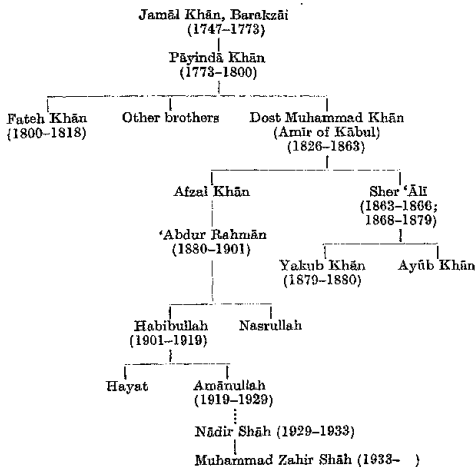 Jamāl Khān, Barakzāi
(1747–1773)
Pāyindā Khān
(1773–1800)
Fateh Khān
(1800–1818)
Other brothers
Dost Muhammad Khān
(Amīr of Kābul)
(1826–1863)
Afzal Khān
Sher ‘Ālī
(1863–1866;
1868–1879)
‘Abdur Rahmān
(1880–1901)
Yakub Khān
(1879–1880)
Ayūb Khān
Habibullah
(1901–1919)
Nasrullah
Hayat
Amānullah
(1919–1929)
Nādir Shāh (1929–1933)
Muhammad Zahir Shāh (1933– )